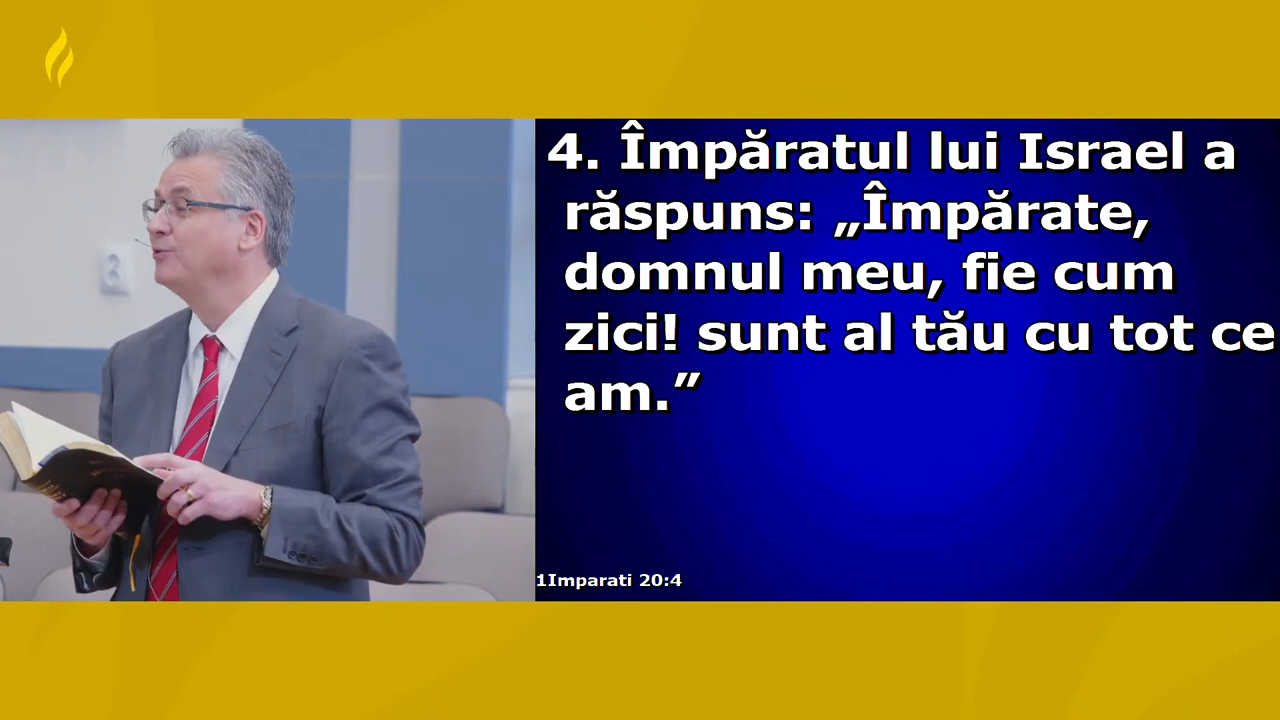 4. Împăratul lui Israel a
răspuns: „Împărate,
domnul meu, fie cum
zici! sunt al tău cu tot ce
am.”
1Imparati 20:4